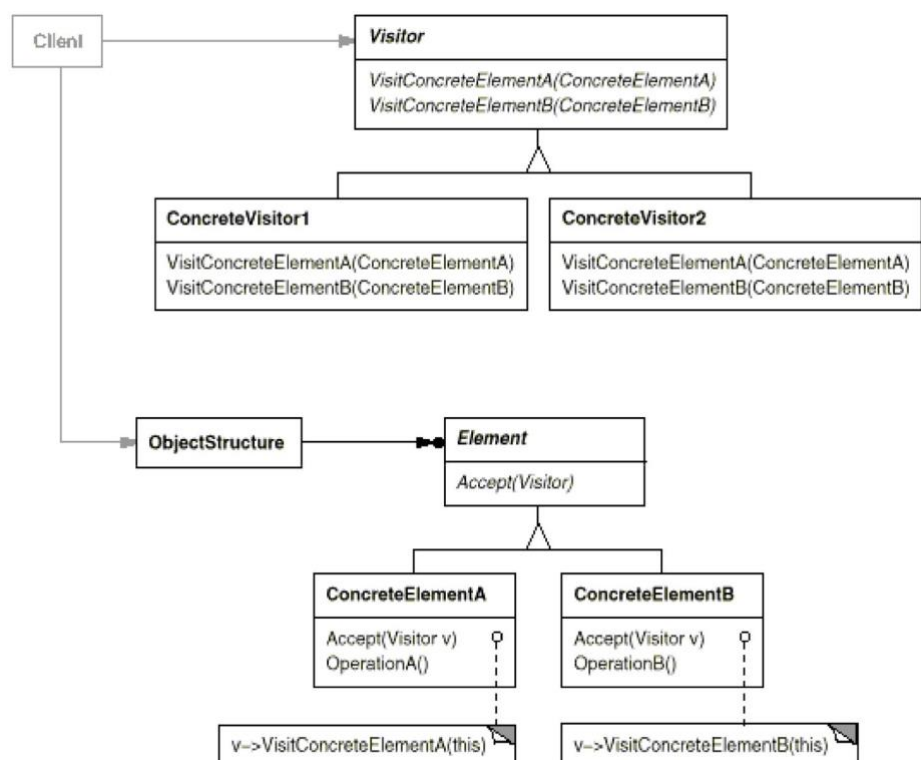 Client
Visitor
VisitConcreteElementA(ConcreteElementA)
VisitConcreteElementB(ConcreteElementB)
ConcreteVisitor1
VisitConcreteElementA(ConcreteElementA)
VisitConcreteElementB(ConcreteElementB)
ConcreteVisitor2
VisitConcreteElementA(ConcreteElementA)
VisitConcreteElementB(ConcreteElementB)
ObjectStructure
Element
Accept(Visitor)
ConcreteElementA
Accept(Visitor v)
OperationA()
ConcreteElementB
Accept(Visitor v)
OperationB()
v->VisitConcreteElementA(this)
v->VisitConcreteElementB(this)